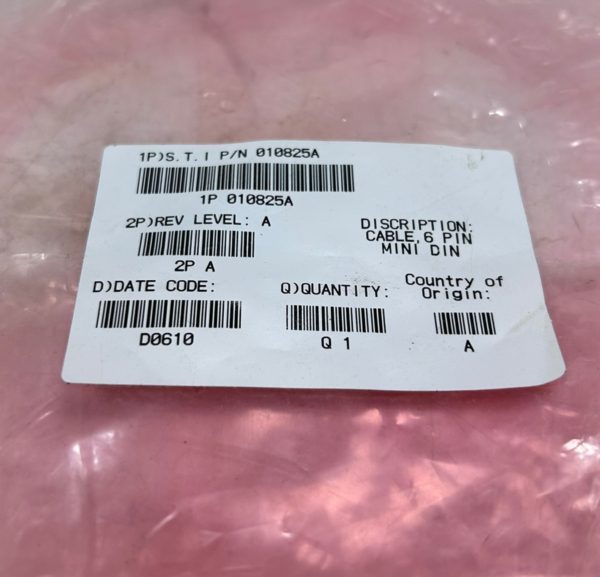 1P)S.T.I P/N 010825A
1P 010825A
2P)REV LEVEL: A
2P A
DISCRIPTION:
CABLE,6 PIN
MINI DIN
D)DATE CODE:
D0610
Q)QUANTITY:
Q 1
Country of
Origin:
A